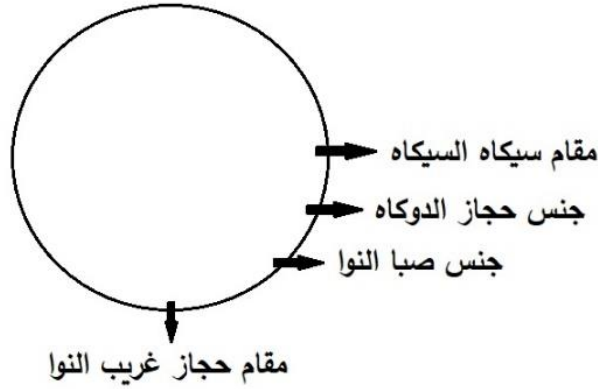 مقام سيكاه السيكاه
جنس حجاز الدوكاه
جنس صبا النوا
مقام حجاز غريب النوا